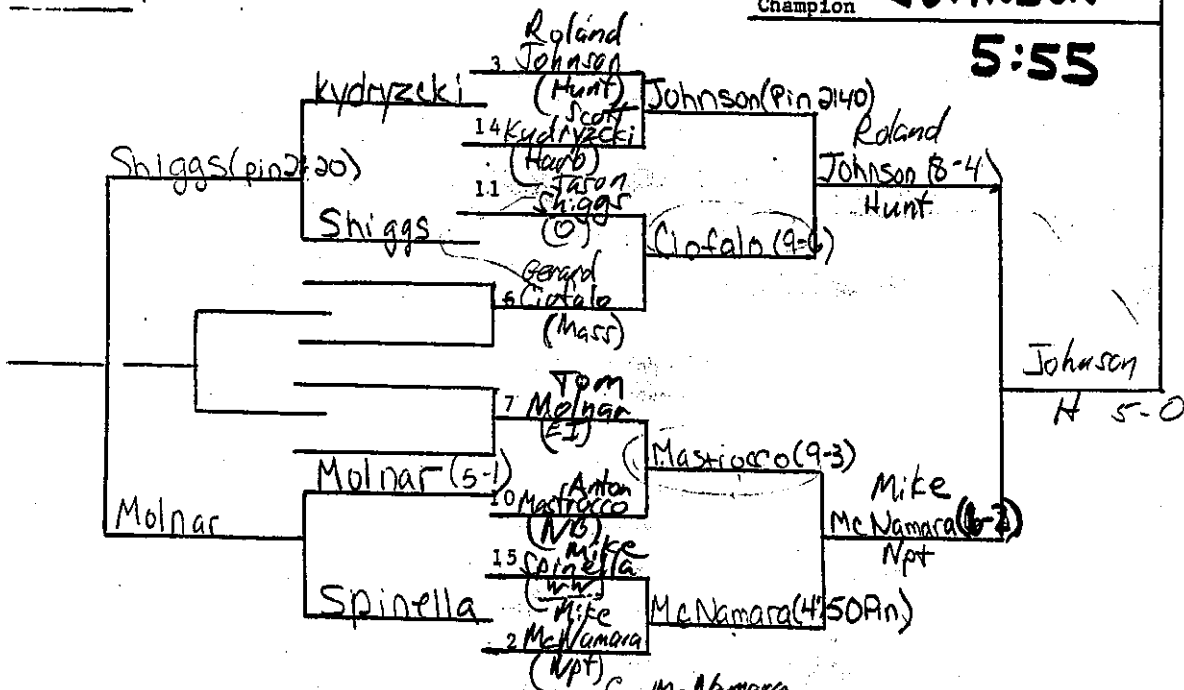 Champion Johnson
5:55
3 Roland
Johnson
(Hunt)
Johnson (Pin 2:40)
Kydryzcki
Scott
14 Kydryzcki
(Harb)
Roland
Johnson (8-4)
Hunt
Shiggs (pin 2:20)
11 Jason
Shiggs
(O)
Shiggs
Ciofalo
Gerard
6 Ciofalo
(Mass)
Johnson
H 5-0
Tom
7 Molnar
(EI)
Mastrocco (9-3)
Molnar (5-1)
Anton
10 Mastrocco
(NB)
Mike
McNamara
Npt
Molnar
Mike
15 Spinella
(WW)
Spinella
McNamara (4:50 Pin)
Mike
2 McNamara
(Npt)
McNamara